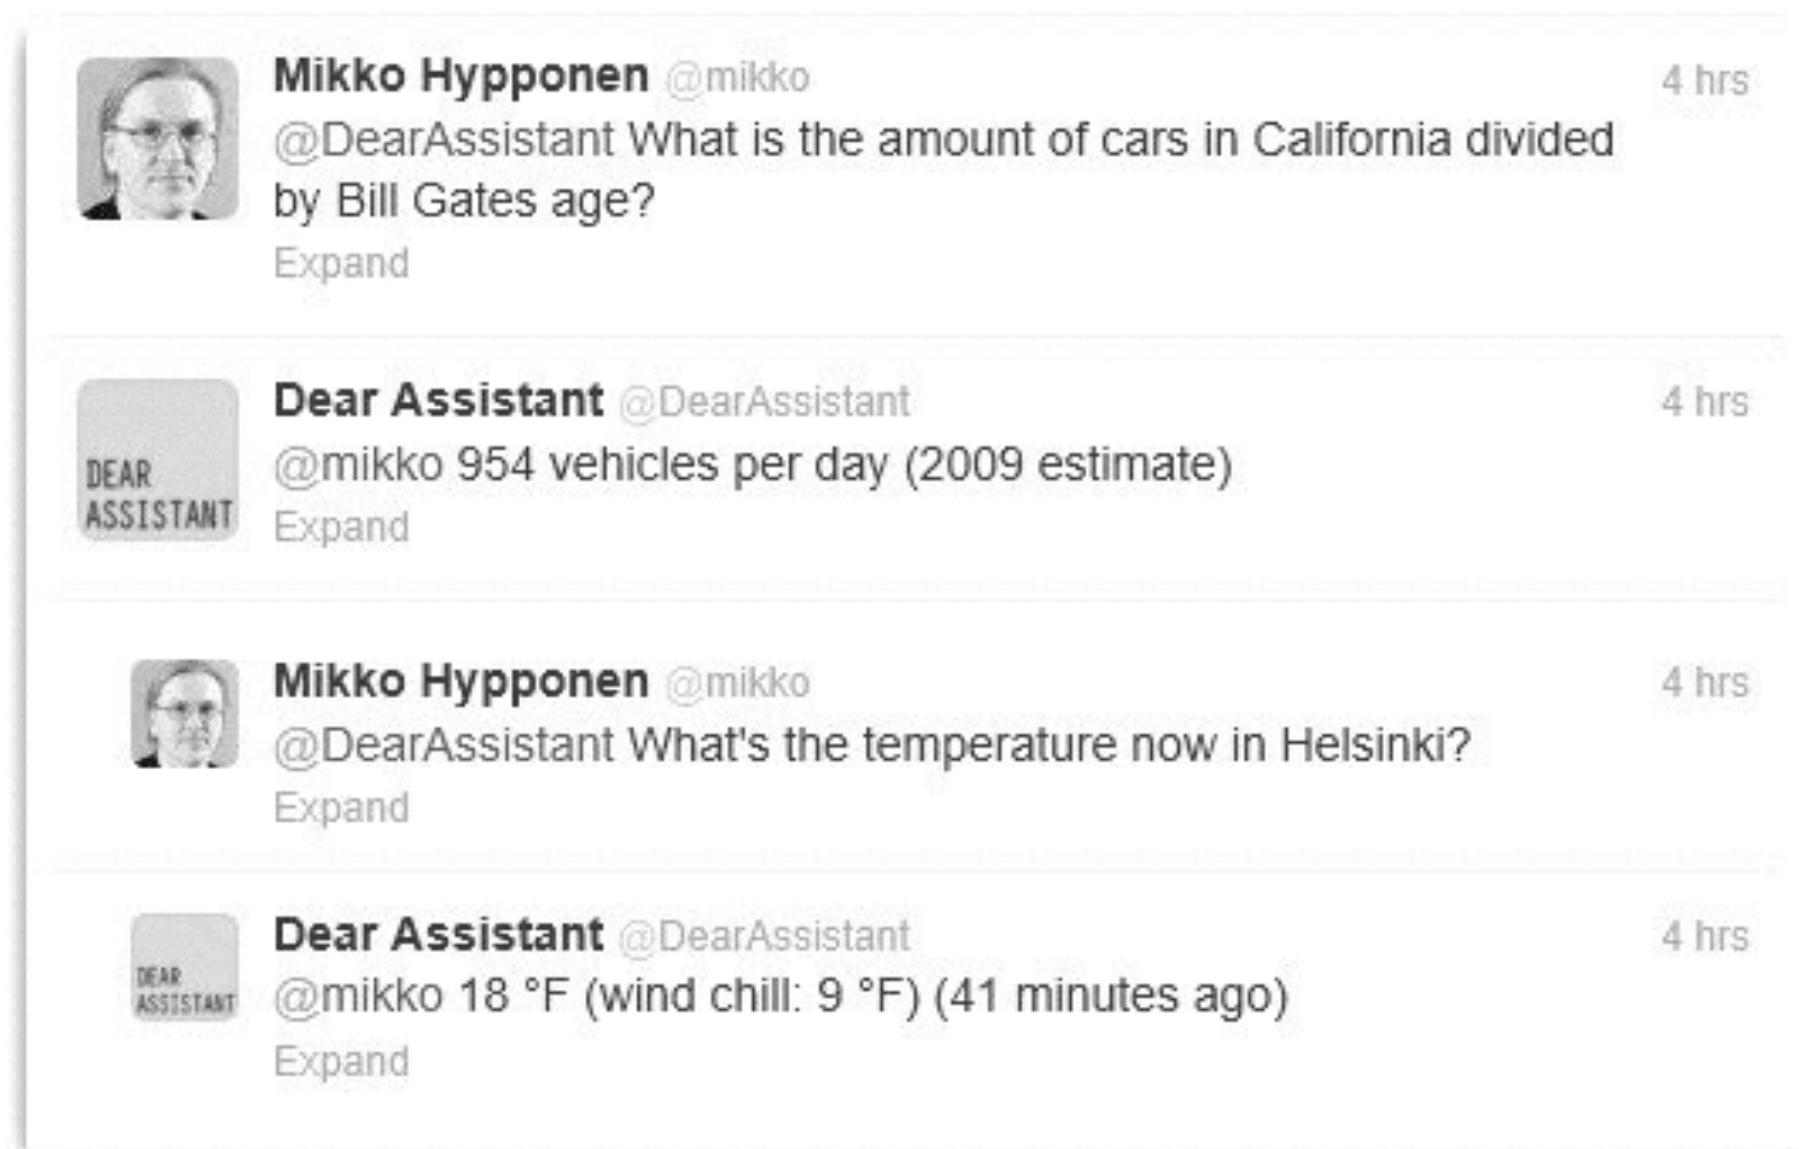 Mikko Hypponen @mikko 4 hrs
@DearAssistant What is the amount of cars in California divided
by Bill Gates age?
Expand
Dear Assistant @DearAssistant 4 hrs
DEAR
ASSISTANT
@mikko 954 vehicles per day (2009 estimate)
Expand
Mikko Hypponen @mikko 4 hrs
@DearAssistant What's the temperature now in Helsinki?
Expand
Dear Assistant @DearAssistant 4 hrs
DEAR
ASSISTANT
@mikko 18 °F (wind chill: 9 °F) (41 minutes ago)
Expand